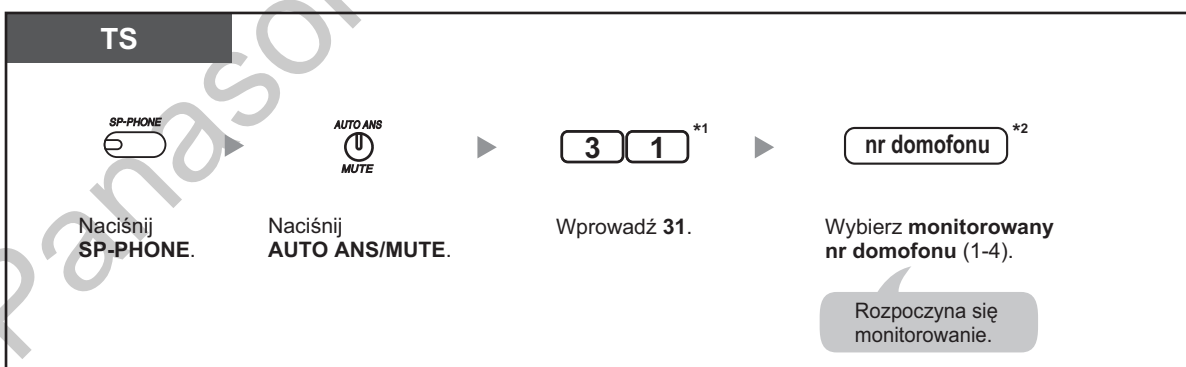 TS
SP-PHONE
AUTO ANS
MUTE
3 1 *1
nr domofonu *2
Naciśnij
SP-PHONE.
Naciśnij
AUTO ANS/MUTE.
Wprowadź 31.
Wybierz monitorowany
nr domofonu (1-4).
Rozpoczyna się
monitorowanie.
Panaso